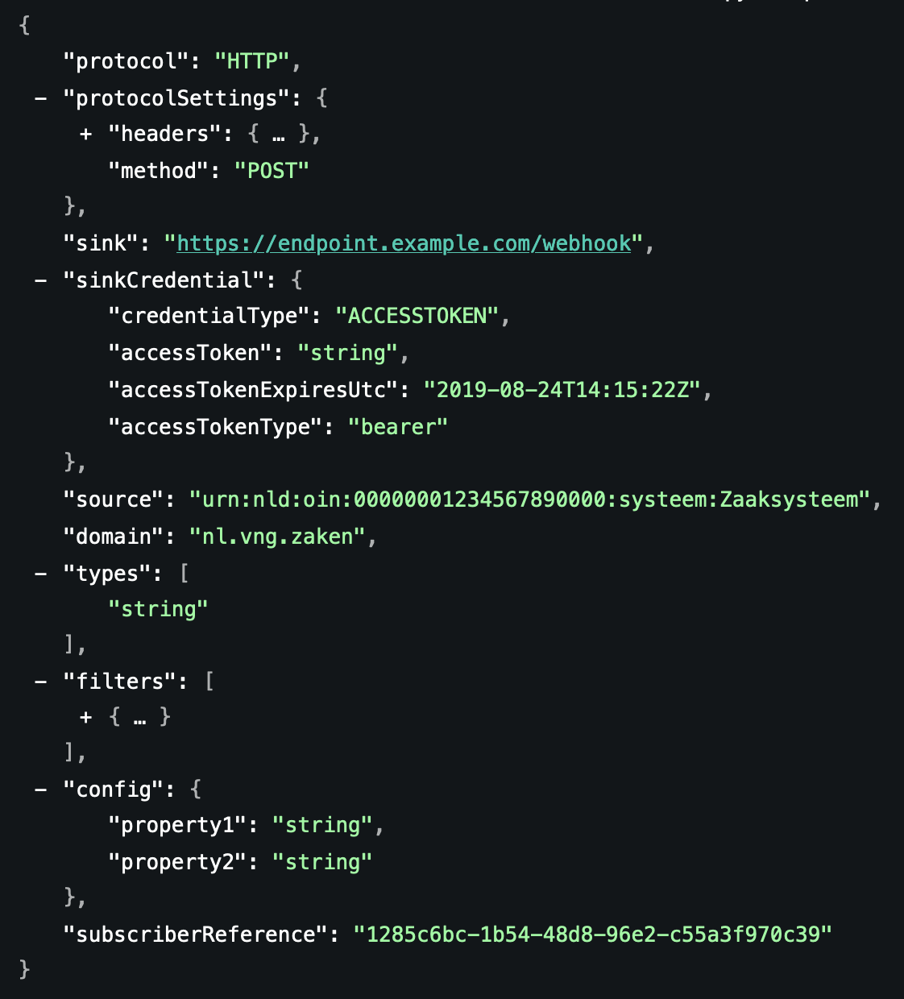 {
"protocol": "HTTP",
– "protocolSettings": {
+ "headers": { … },
"method": "POST"
},
"sink": "https://endpoint.example.com/webhook",
– "sinkCredential": {
"credentialType": "ACCESSTOKEN",
"accessToken": "string",
"accessTokenExpiresUtc": "2019-08-24T14:15:22Z",
"accessTokenType": "bearer"
},
"source": "urn:nld:oin:00000001234567890000:systeem:Zaaksysteem",
"domain": "nl.vng.zaken",
– "types": [
"string"
],
– "filters": [
+ { … }
],
– "config": {
"property1": "string",
"property2": "string"
},
"subscriberReference": "1285c6bc-1b54-48d8-96e2-c55a3f970c39"
}